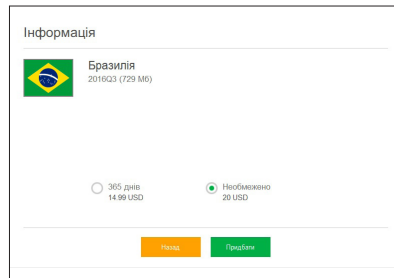 Інформація
Бразилія
2016Q3 (729 Мб)
365 днів
14.99 USD
Необмежено
20 USD
Назад
Придбати